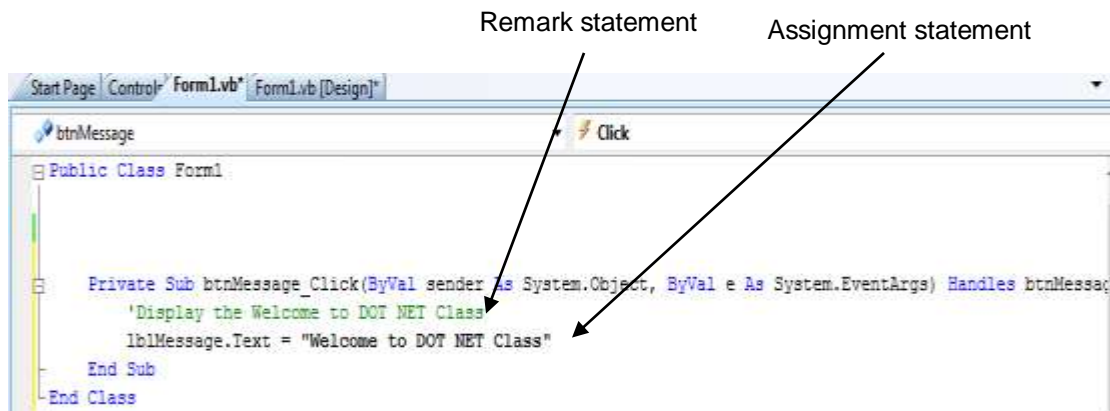 Remark statement
Assignment statement
Start Page Control Form1.vb* Form1.vb [Design]*
btnMessage Click
Public Class Form1
Private Sub btnMessage_Click(ByVal sender As System.Object, ByVal e As System.EventArgs) Handles btnMessag
'Display the Welcome to DOT NET Class
lblMessage.Text = "Welcome to DOT NET Class"
End Sub
End Class